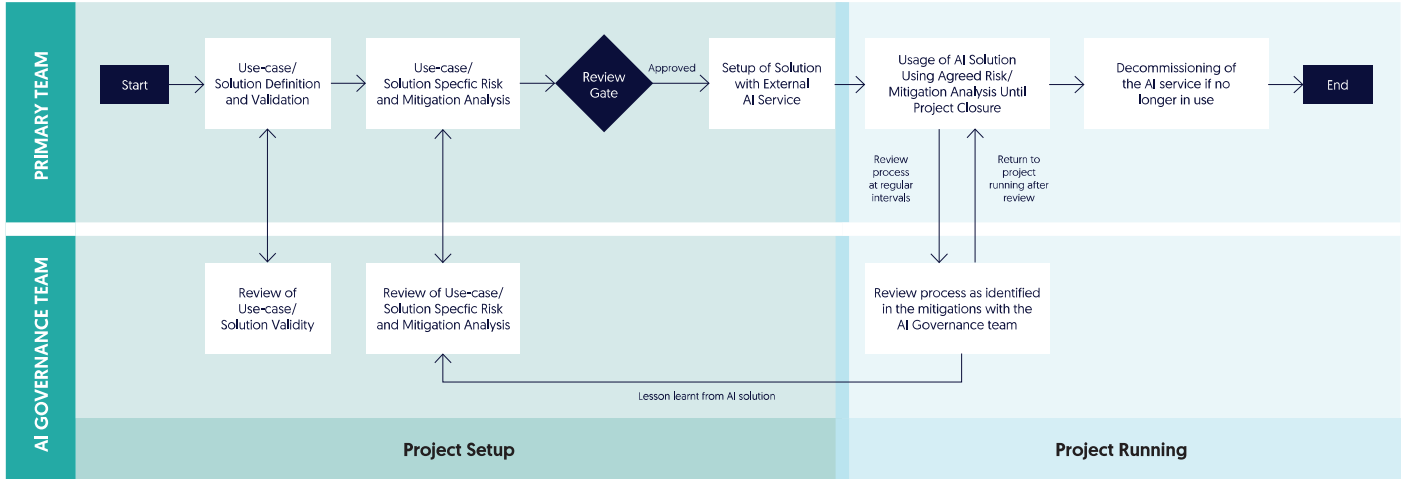 PRIMARY TEAM
Start
Use-case/
Solution Definition
and Validation
Use-case/
Solution Specfic Risk
and Mitigation Analysis
Review
Gate
Approved
Setup of Solution
with External
AI Service
Usage of AI Solution
Using Agreed Risk/
Mitigation Analysis Until
Project Closure
Decommissioning of
the AI service if no
longer in use
End
Review
process
at regular
intervals
Return to
project
running after
review
AI GOVERNANCE TEAM
Review of
Use-case/
Solution Validity
Review of Use-case/
Solution Specfic Risk
and Mitigation Analysis
Review process as identified
in the mitigations with the
AI Governance team
Lesson learnt from AI solution
Project Setup
Project Running